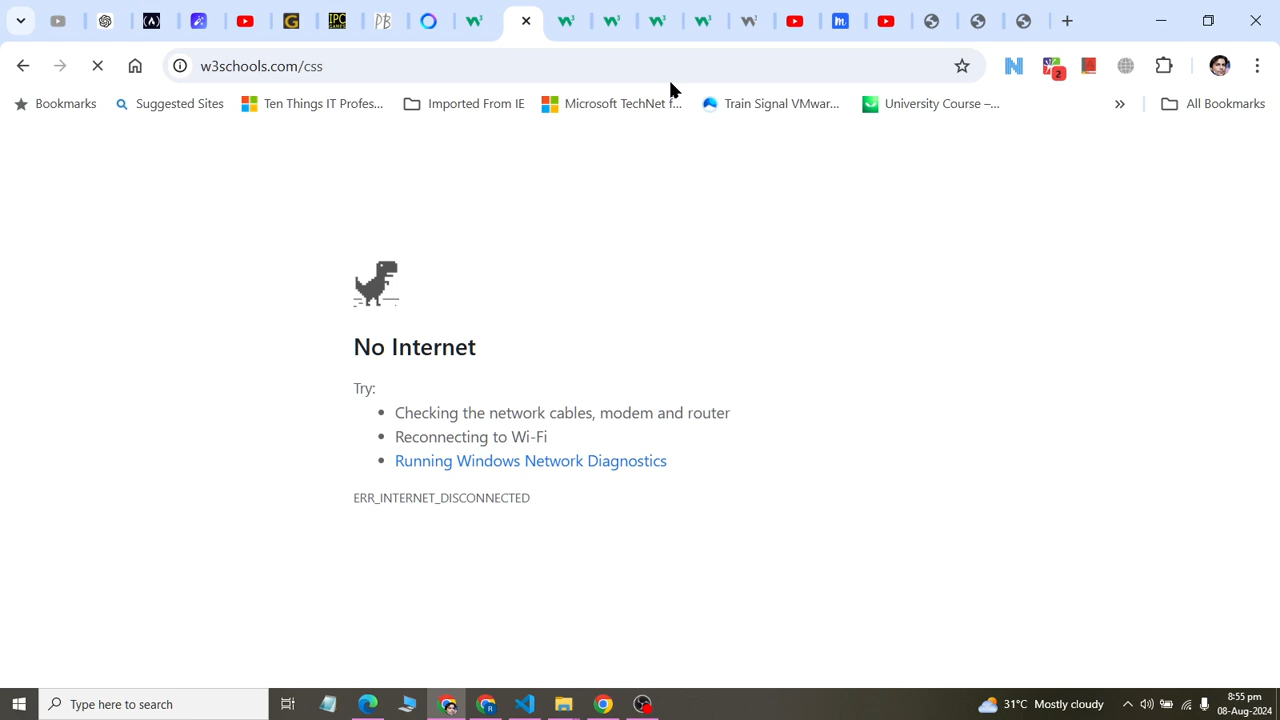 w3schools.com/css
2
Bookmarks
Suggested Sites
Ten Things IT Profes...
Imported From IE
Microsoft TechNet f...
Train Signal VMwar...
University Course –...
»
All Bookmarks
No Internet
Try:
• Checking the network cables, modem and router
• Reconnecting to Wi-Fi
• Running Windows Network Diagnostics
ERR_INTERNET_DISCONNECTED
Type here to search
31°C Mostly cloudy
8:55 pm
08-Aug-2024